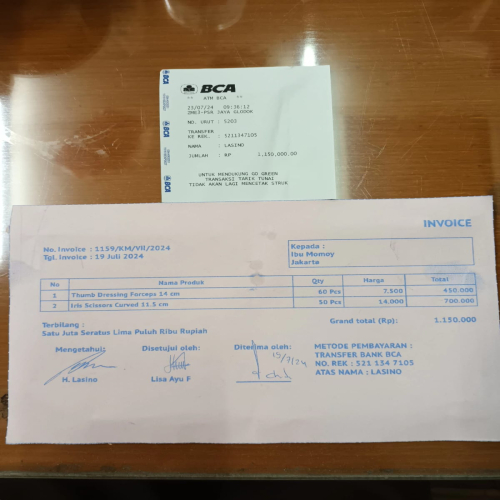 BCA
** ATM BCA **
23/07/24 09:36:12
ZMG3-PSR JAYA GLODOK
NO. URUT : 5203
TRANSFER
KE REK. : 5211347105
NAMA : LASINO
JUMLAH : RP 1.150.000,00
UNTUK MENDUKUNG GO GREEN
TRANSAKSI TARIK TUNAI
TIDAK AKAN LAGI MENCETAK STRUK
INVOICE
No. Invoice : 1159/KM/VII/2024
Tgl. Invoice : 19 Juli 2024
Kepada :
Ibu Momoy
Jakarta
No Nama Produk Qty Harga Total
1 Thumb Dressing Forceps 14 cm 60 Pcs 7.500 450.000
2 Iris Scissors Curved 11.5 cm 50 Pcs 14.000 700.000
Terbilang :
Satu Juta Seratus Lima Puluh Ribu Rupiah
Grand total (Rp): 1.150.000
Mengetahui: Disetujui oleh: Diterima oleh:
H. Lasino Lisa Ayu F
METODE PEMBAYARAN :
TRANSFER BANK BCA
NO. REK : 521 134 7105
ATAS NAMA : LASINO